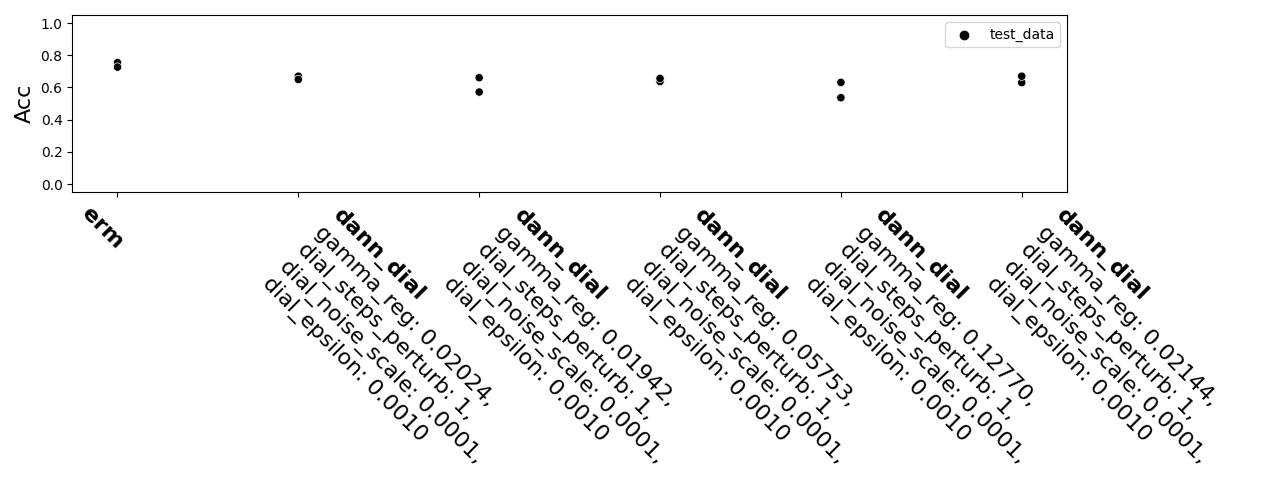 1.0
0.8
0.6
0.4
0.2
0.0
Acc
test_data
erm
dann_dial
gamma_reg: 0.02024,
dial_steps_perturb: 1,
dial_noise_scale: 0.0001,
dial_epsilon: 0.0010
dann_dial
gamma_reg: 0.01942,
dial_steps_perturb: 1,
dial_noise_scale: 0.0001,
dial_epsilon: 0.0010
dann_dial
gamma_reg: 0.05753,
dial_steps_perturb: 1,
dial_noise_scale: 0.0001,
dial_epsilon: 0.0010
dann_dial
gamma_reg: 0.12770,
dial_steps_perturb: 1,
dial_noise_scale: 0.0001,
dial_epsilon: 0.0010
dann_dial
gamma_reg: 0.02144,
dial_steps_perturb: 1,
dial_noise_scale: 0.0001,
dial_epsilon: 0.0010